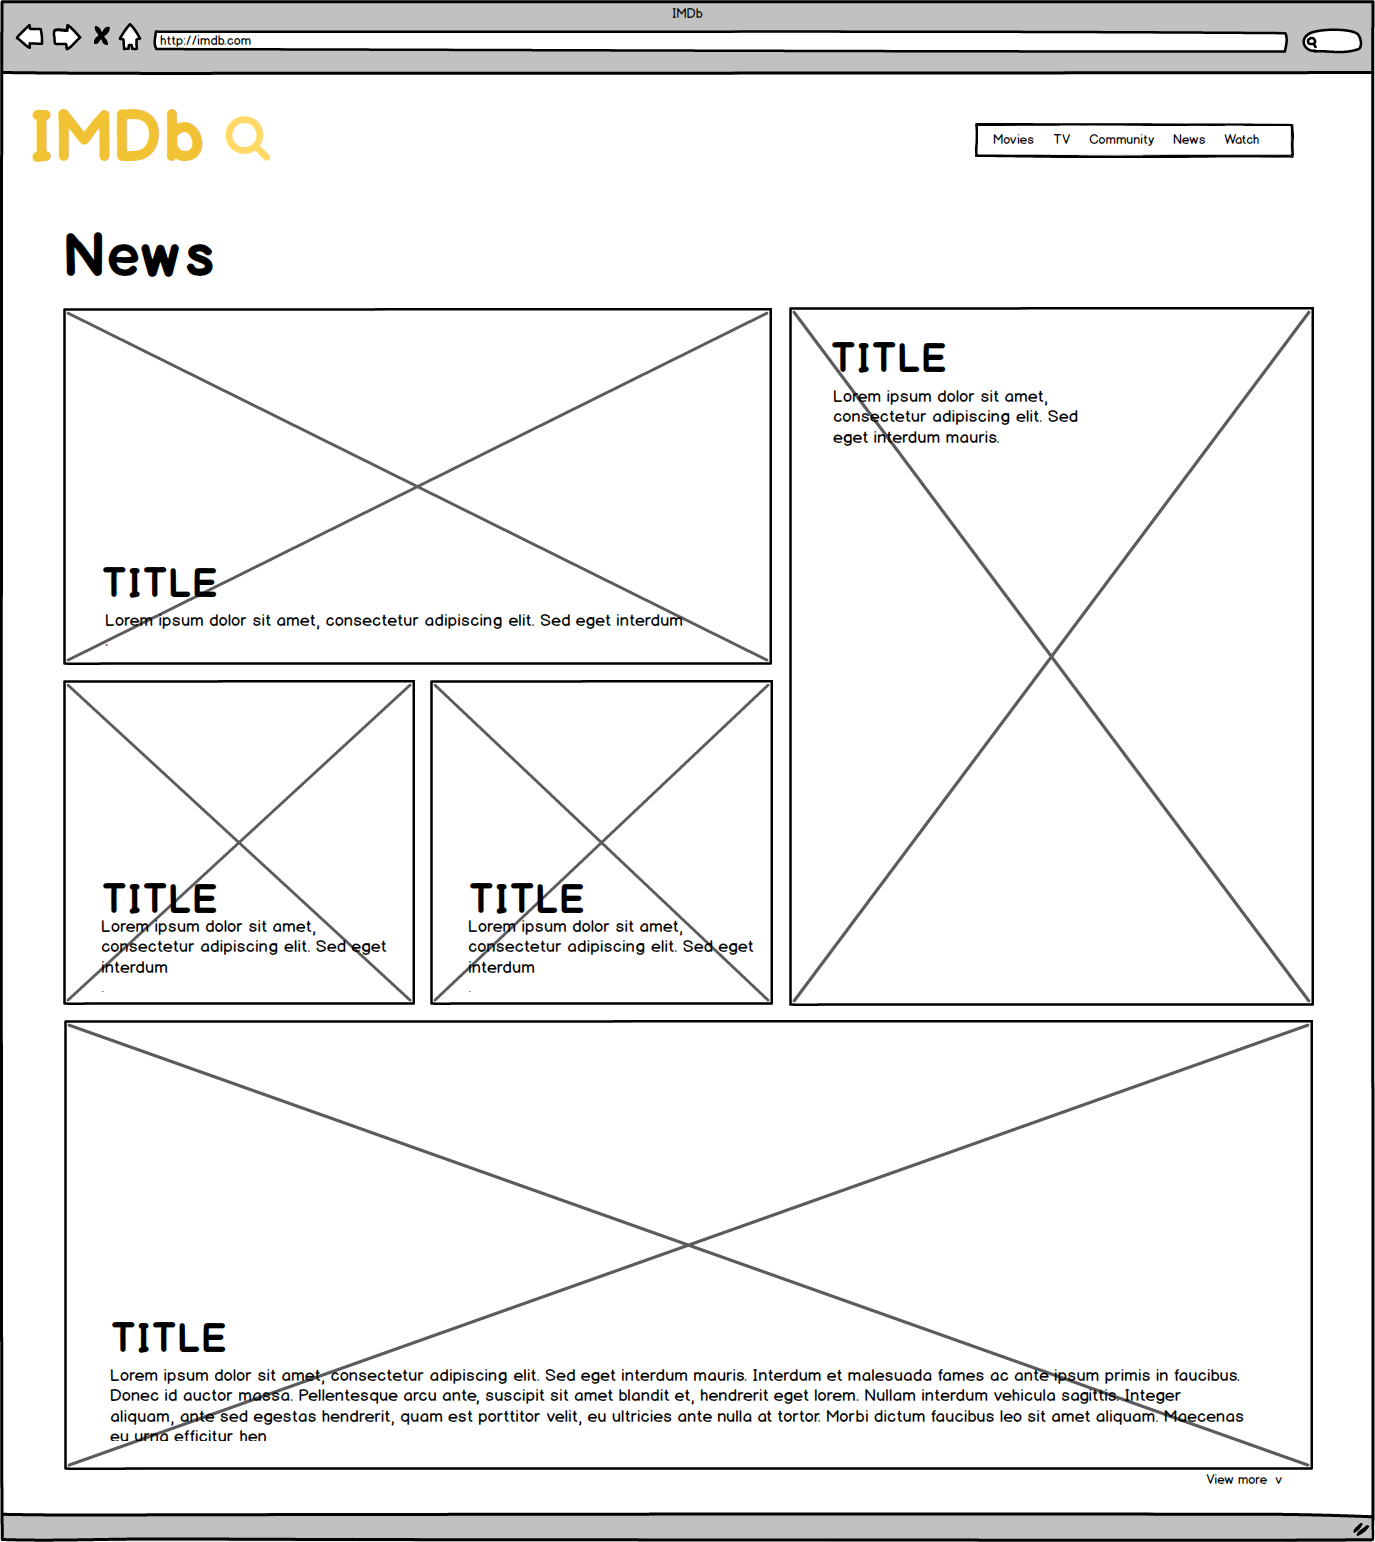 IMDb
http://imdb.com
IMDb
Movies TV Community News Watch
News
TITLE
Lorem ipsum dolor sit amet, consectetur adipiscing elit. Sed eget interdum
.
TITLE
Lorem ipsum dolor sit amet,
consectetur adipiscing elit. Sed
eget interdum mauris.
TITLE
Lorem ipsum dolor sit amet,
consectetur adipiscing elit. Sed eget
interdum
.
TITLE
Lorem ipsum dolor sit amet,
consectetur adipiscing elit. Sed eget
interdum
.
TITLE
Lorem ipsum dolor sit amet, consectetur adipiscing elit. Sed eget interdum mauris. Interdum et malesuada fames ac ante ipsum primis in faucibus.
Donec id auctor massa. Pellentesque arcu ante, suscipit sit amet blandit et, hendrerit eget lorem. Nullam interdum vehicula sagittis. Integer
aliquam, ante sed egestas hendrerit, quam est porttitor velit, eu ultricies ante nulla at tortor. Morbi dictum faucibus leo sit amet aliquam. Maecenas
eu urna efficitur hen
View more v